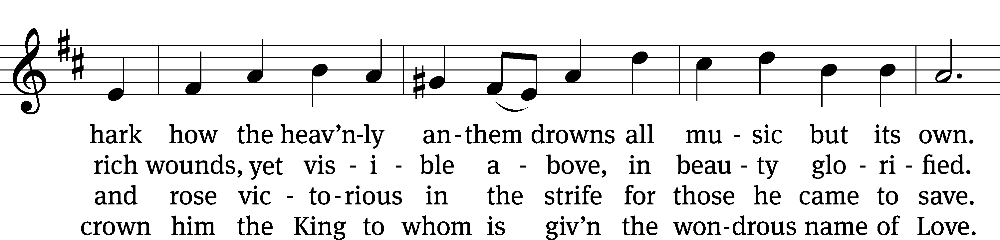 hark how the heav’n-ly an-them drowns all mu - sic but its own.
rich wounds, yet vis - i - ble a - bove, in beau - ty glo - ri - fied.
and rose vic - to - rious in the strife for those he came to save.
crown him the King to whom is giv’n the won-drous name of Love.